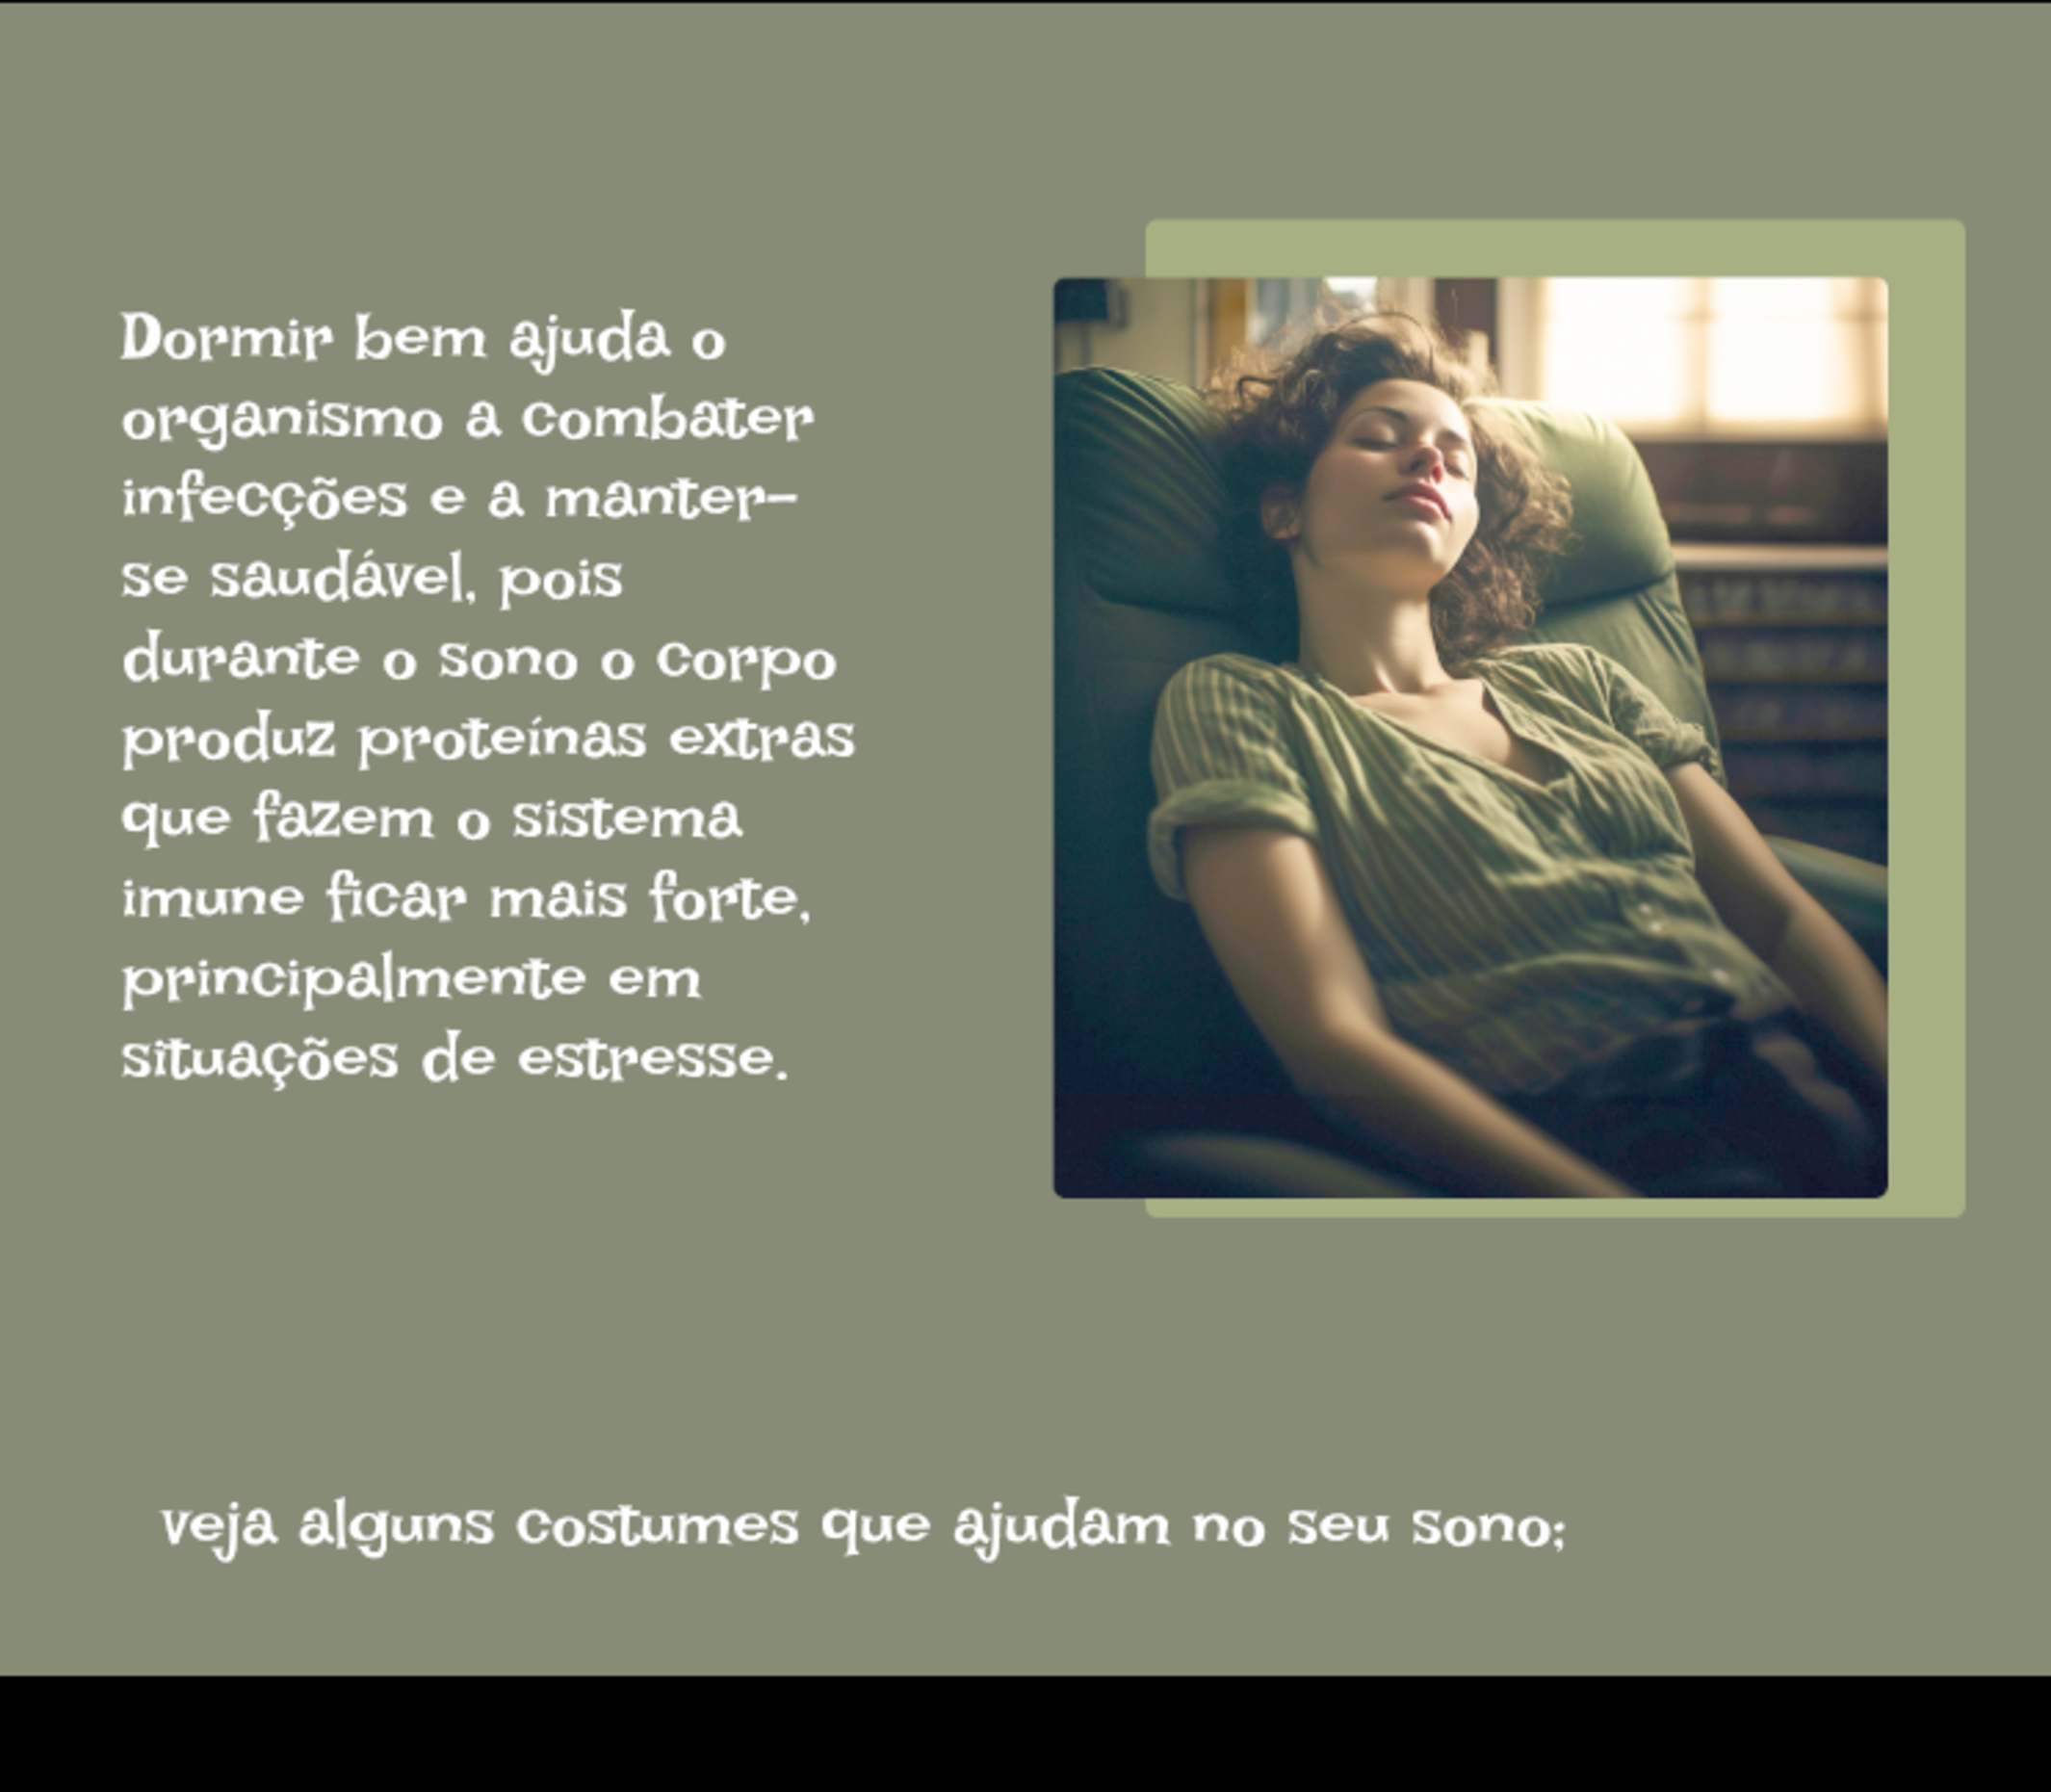 Dormir bem ajuda o
organismo a combater
infecções e a manter-
se saudável, pois
durante o sono o corpo
produz proteínas extras
que fazem o sistema
imune ficar mais forte,
principalmente em
situações de estresse.
veja alguns costumes que ajudam no seu sono;